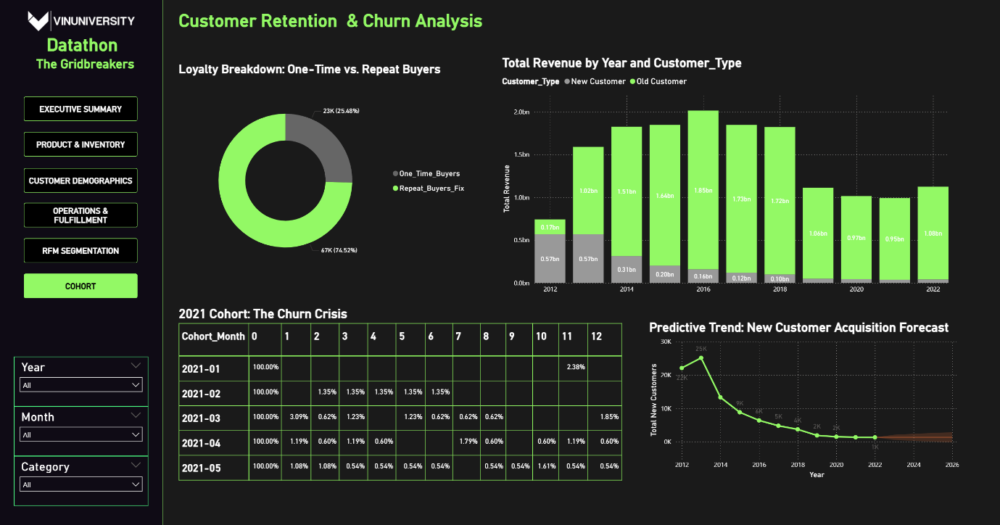 VINUNIVERSITY
Datathon
The Gridbreakers
EXECUTIVE SUMMARY
PRODUCT & INVENTORY
CUSTOMER DEMOGRAPHICS
OPERATIONS &
FULFILLMENT
RFM SEGMENTATION
COHORT
Year
All
Month
All
Category
All
Customer Retention & Churn Analysis
Loyalty Breakdown: One-Time vs. Repeat Buyers
23K (25.48%)
67K (74.52%)
One_Time_Buyers
Repeat_Buyers_Fix
Total Revenue by Year and Customer_Type
Customer_Type New Customer Old Customer
Total Revenue
2.0bn
1.5bn
1.0bn
0.5bn
0.0bn
0.17bn
0.57bn
1.02bn
0.57bn
1.51bn
0.31bn
1.64bn
0.20bn
1.85bn
0.16bn
1.73bn
0.12bn
1.72bn
0.10bn
1.06bn
0.97bn
0.95bn
1.08bn
2012 2014 2016 2018 2020 2022
2021 Cohort: The Churn Crisis
Cohort_Month 0 1 2 3 4 5 6 7 8 9 10 11 12
2021-01 100.00% 2.38%
2021-02 100.00% 1.35% 1.35% 1.35% 1.35% 1.35%
2021-03 100.00% 3.09% 0.62% 1.23% 1.23% 0.62% 0.62% 0.62% 1.85%
2021-04 100.00% 1.19% 0.60% 1.19% 0.60% 1.79% 0.60% 0.60% 1.19% 0.60%
2021-05 100.00% 1.08% 1.08% 0.54% 0.54% 0.54% 0.54% 0.54% 0.54% 1.61% 0.54% 0.54%
Predictive Trend: New Customer Acquisition Forecast
Total New Customers
30K
20K
10K
0K
22K
25K
9K
6K
5K
4K
2K
2K
1K
2012 2014 2016 2018 2020 2022 2024 2026
Year